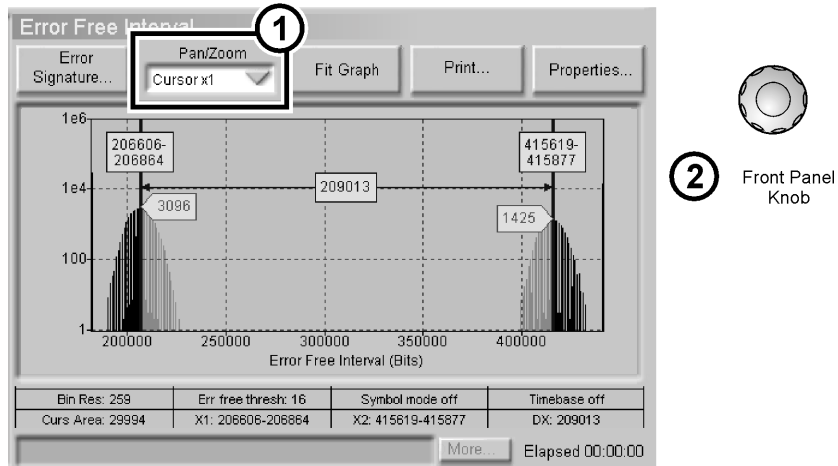 Error Free Interval
1
Error Signature...
Pan/Zoom
Cursor x1
Fit Graph
Print...
Properties...
1e6
1e4
100
1
206606-
206864
415619-
415877
209013
3096
1425
200000 250000 300000 350000 400000
Error Free Interval (Bits)
Bin Res: 259 Err free thresh: 16 Symbol mode off Timebase off
Curs Area: 29994 X1: 206606-206864 X2: 415619-415877 DX: 209013
More... Elapsed 00:00:00
2
Front Panel
Knob